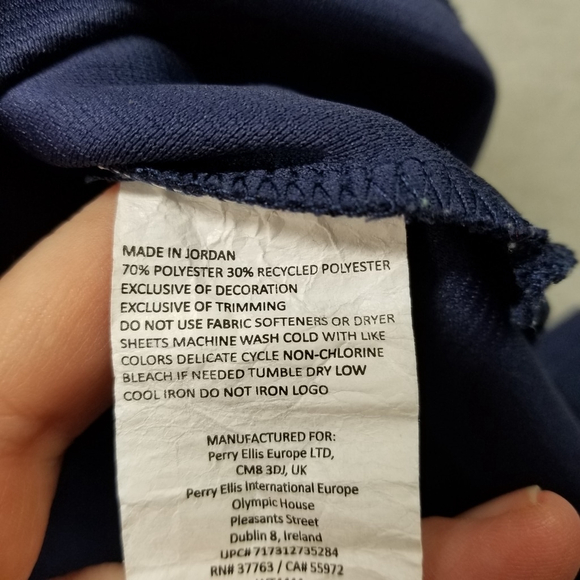 MADE IN JORDAN
70% POLYESTER 30% RECYCLED POLYESTER
EXCLUSIVE OF DECORATION
EXCLUSIVE OF TRIMMING
DO NOT USE FABRIC SOFTENERS OR DRYER
SHEETS MACHINE WASH COLD WITH LIKE
COLORS DELICATE CYCLE NON-CHLORINE
BLEACH IF NEEDED TUMBLE DRY LOW
COOL IRON DO NOT IRON LOGO
MANUFACTURED FOR:
Perry Ellis Europe LTD,
CM8 3DJ, UK
Perry Ellis International Europe
Olympic House
Pleasants Street
Dublin 8, Ireland
UPC# 717312735284
RN# 37763 / CA# 55972